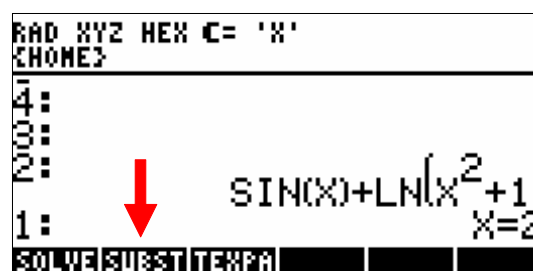 RAD XYZ HEX C= 'X'
{HOME}
4:
3:
2:
SIN(X)+LN(X²+1
1: X=2
SOLVE SUBST TEXPA